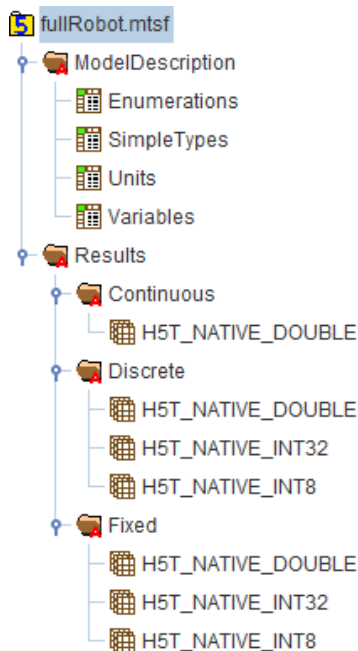 fullRobot.mtsf
ModelDescription
Enumerations
SimpleTypes
Units
Variables
Results
Continuous
H5T_NATIVE_DOUBLE
Discrete
H5T_NATIVE_DOUBLE
H5T_NATIVE_INT32
H5T_NATIVE_INT8
Fixed
H5T_NATIVE_DOUBLE
H5T_NATIVE_INT32
H5T_NATIVE_INT8